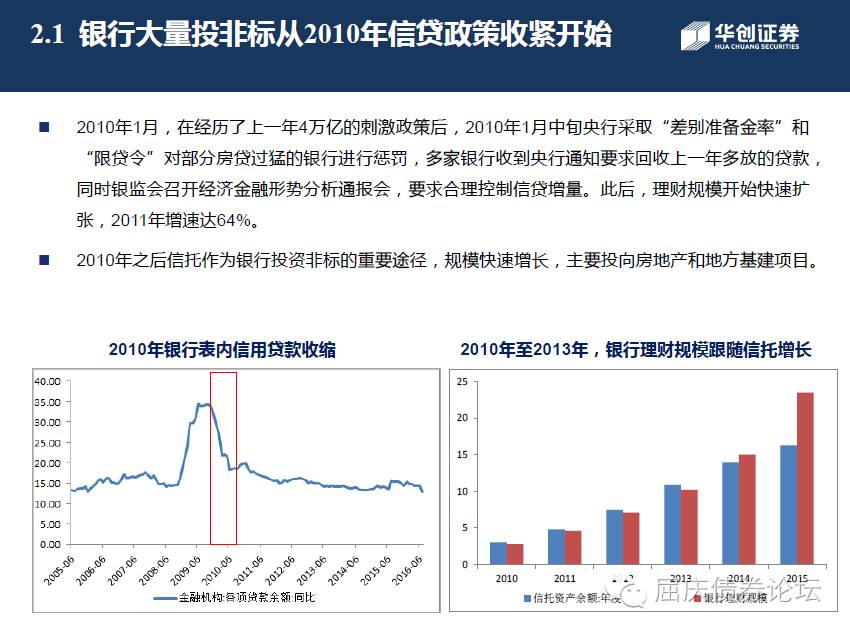 2.1 银行大量投非标从2010年信贷政策收紧开始
华创证券
HUA CHUANG SECURITIES
■ 2010年1月，在经历了上一年4万亿的刺激政策后，2010年1月中旬央行采取“差别准备金率”和
“限贷令”对部分房贷过猛的银行进行惩罚，多家银行收到央行通知要求回收上一年多放的贷款，
同时银监会召开经济金融形势分析通报会，要求合理控制信贷增量。此后，理财规模开始快速扩
张，2011年增速达64%。
■ 2010年之后信托作为银行投资非标的重要途径，规模快速增长，主要投向房地产和地方基建项目。
2010年银行表内信用贷款收缩
40.00
35.00
30.00
25.00
20.00
15.00
10.00
5.00
0.00
2005-06 2006-06 2007-06 2008-06 2009-06 2010-06 2011-06 2012-06 2013-06 2014-06 2015-06 2016-06
金融机构:各项贷款余额:同比
2010年至2013年，银行理财规模跟随信托增长
25
20
15
10
5
0
2010 2011 2012 2013 2014 2015
信托资产余额:年度 银行理财规模
屈庆债券论坛